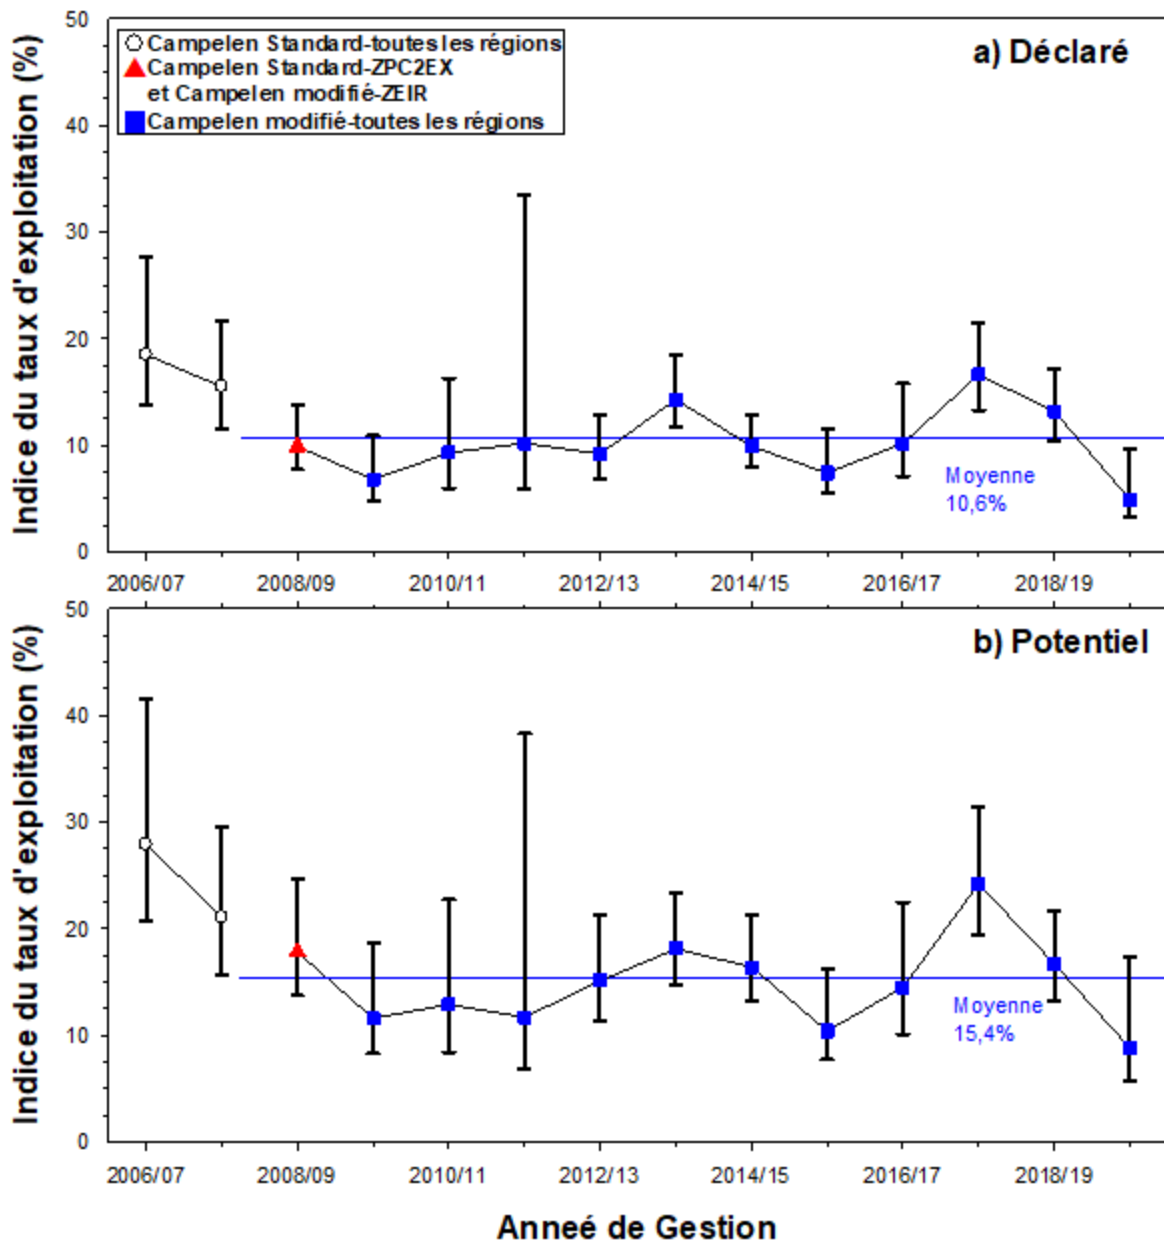 a) Déclaré
Campelen Standard-toutes les régions
Campelen Standard-ZPC2EX
et Campelen modifié-ZEIR
Campelen modifié-toutes les régions
Indice du taux d'exploitation (%)
50
40
30
20
10
0
Moyenne
10,6%
2006/07 2008/09 2010/11 2012/13 2014/15 2016/17 2018/19
b) Potentiel
Indice du taux d'exploitation (%)
50
40
30
20
10
0
Moyenne
15,4%
2006/07 2008/09 2010/11 2012/13 2014/15 2016/17 2018/19
Anneé de Gestion